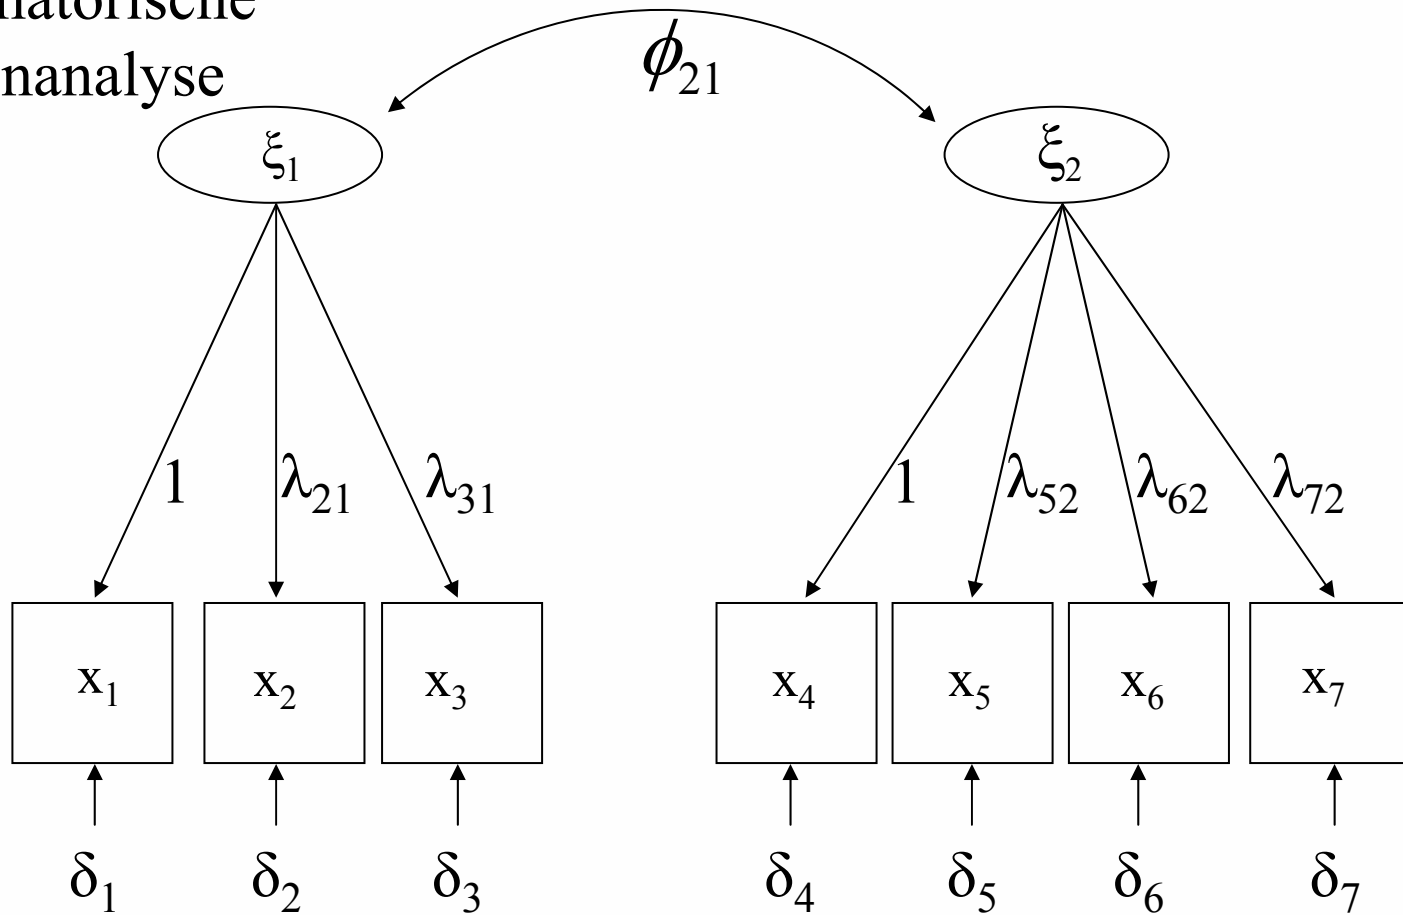 matorische
nanalyse
ϕ₂₁
ξ₁ ξ₂
1 λ₂₁ λ₃₁ 1 λ₅₂ λ₆₂ λ₇₂
x₁ x₂ x₃ x₄ x₅ x₆ x₇
δ₁ δ₂ δ₃ δ₄ δ₅ δ₆ δ₇